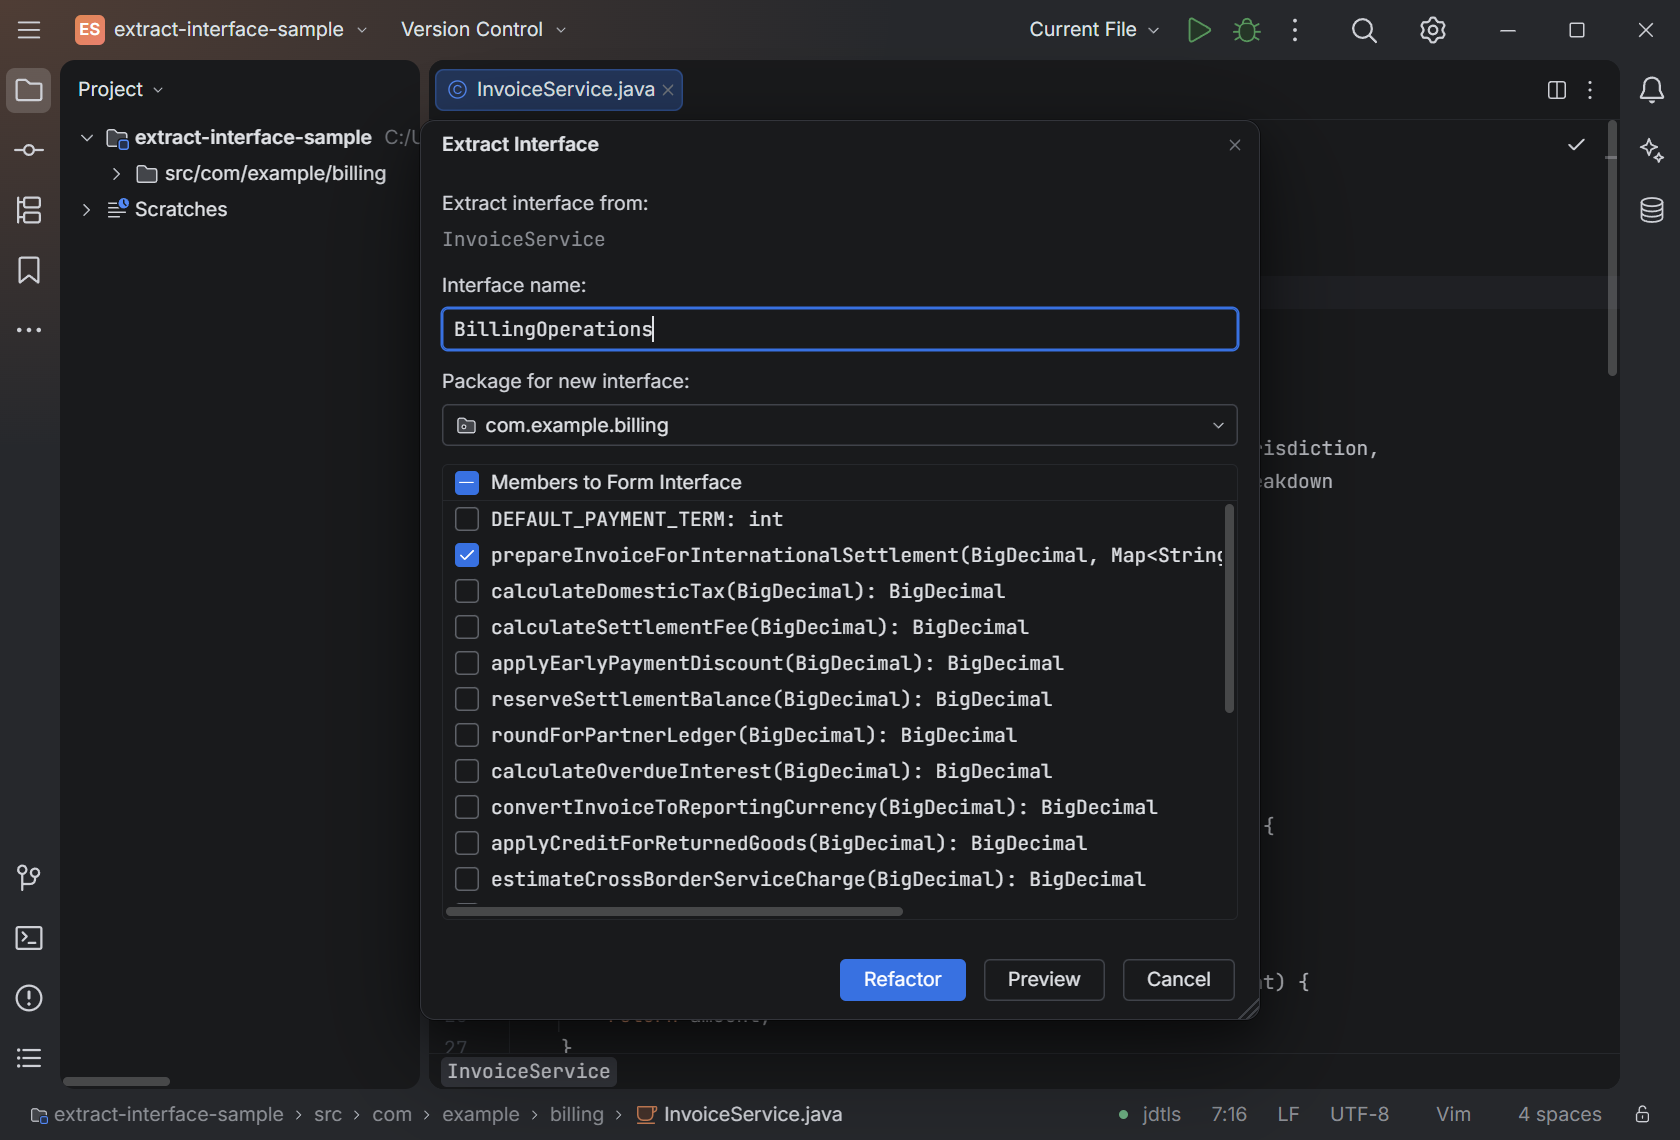 ES extract-interface-sample Version Control Current File
Project
InvoiceService.java
extract-interface-sample C:/U
src/com/example/billing
Scratches
Extract Interface
Extract interface from:
InvoiceService
Interface name:
BillingOperations
Package for new interface:
com.example.billing
risdiction,
akdown
Members to Form Interface
DEFAULT_PAYMENT_TERM: int
prepareInvoiceForInternationalSettlement(BigDecimal, Map<String
calculateDomesticTax(BigDecimal): BigDecimal
calculateSettlementFee(BigDecimal): BigDecimal
applyEarlyPaymentDiscount(BigDecimal): BigDecimal
reserveSettlementBalance(BigDecimal): BigDecimal
roundForPartnerLedger(BigDecimal): BigDecimal
calculateOverdueInterest(BigDecimal): BigDecimal
convertInvoiceToReportingCurrency(BigDecimal): BigDecimal
{
applyCreditForReturnedGoods(BigDecimal): BigDecimal
estimateCrossBorderServiceCharge(BigDecimal): BigDecimal
Refactor Preview Cancel
t) {
27 }
InvoiceService
extract-interface-sample › src › com › example › billing › InvoiceService.java jdtls 7:16 LF UTF-8 Vim 4 spaces